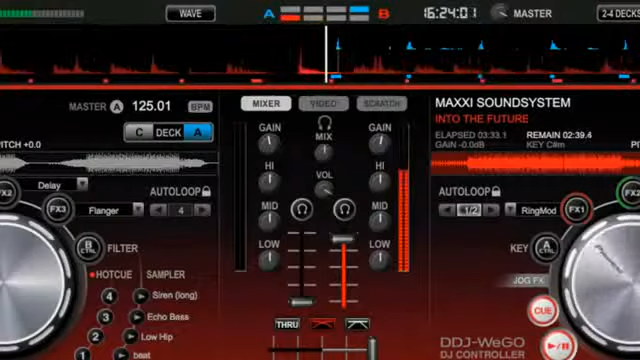 WAVE
A
B
16:24:01
MASTER
2-4 DECKS
MASTER A 125.01 BPM
MIXER
VIDEO
SCRATCH
MAXXI SOUNDSYSTEM
INTO THE FUTURE
C DECK A
GAIN
MIX
GAIN
ELAPSED 03:33.1 REMAIN 02:39.4
GAIN -0.0dB KEY C#m
PITCH +0.0
HI
VOL
HI
Delay
AUTOLOOP
AUTOLOOP
FX2
FX3
Flanger
4
MID
MID
1/2
RingMod
FX1
FX2
B
CTRL
FILTER
LOW
LOW
KEY
A
CTRL
HOTCUE
SAMPLER
JOG FX
4
Siren (long)
3
Echo Bass
CUE
2
Low Hip
THRU
DDJ-WeGO
DJ CONTROLLER
1
beat